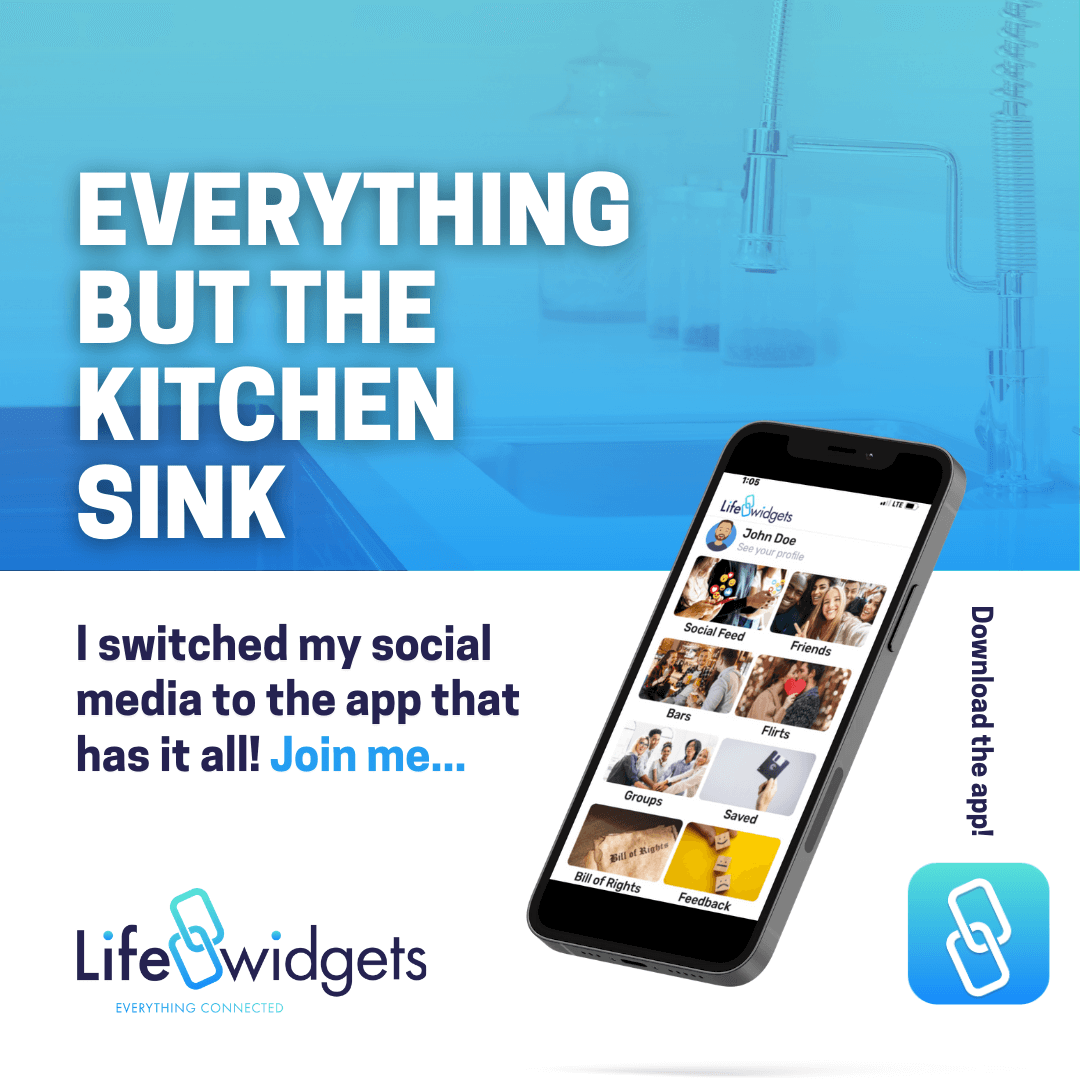 EVERYTHING
BUT THE
KITCHEN
SINK
I switched my social
media to the app that
has it all! Join me...
Life widgets
EVERYTHING CONNECTED
1:05
LTE
Life widgets
John Doe
See your profile
Social Feed
Friends
Bars
Flirts
Groups
Saved
Bill of Rights
Bill of Rights
Feedback
Download the app!